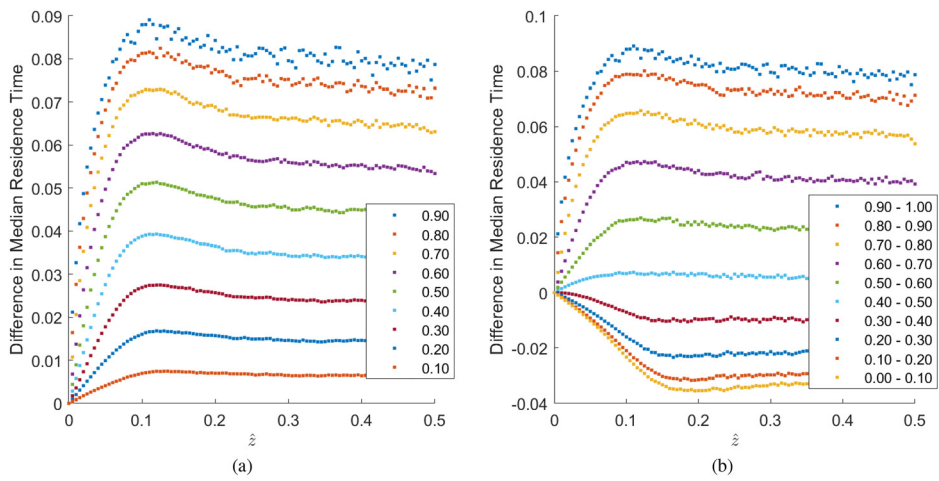 0.09
0.08
0.07
0.06
0.05
0.04
0.03
0.02
0.01
0
Difference in Median Residence Time
0.90
0.80
0.70
0.60
0.50
0.40
0.30
0.20
0.10
0 0.1 0.2 0.3 0.4 0.5
ẑ
(a)
0.1
0.08
0.06
0.04
0.02
0
-0.02
-0.04
Difference in Median Residence Time
0.90 - 1.00
0.80 - 0.90
0.70 - 0.80
0.60 - 0.70
0.50 - 0.60
0.40 - 0.50
0.30 - 0.40
0.20 - 0.30
0.10 - 0.20
0.00 - 0.10
0 0.1 0.2 0.3 0.4 0.5
ẑ
(b)